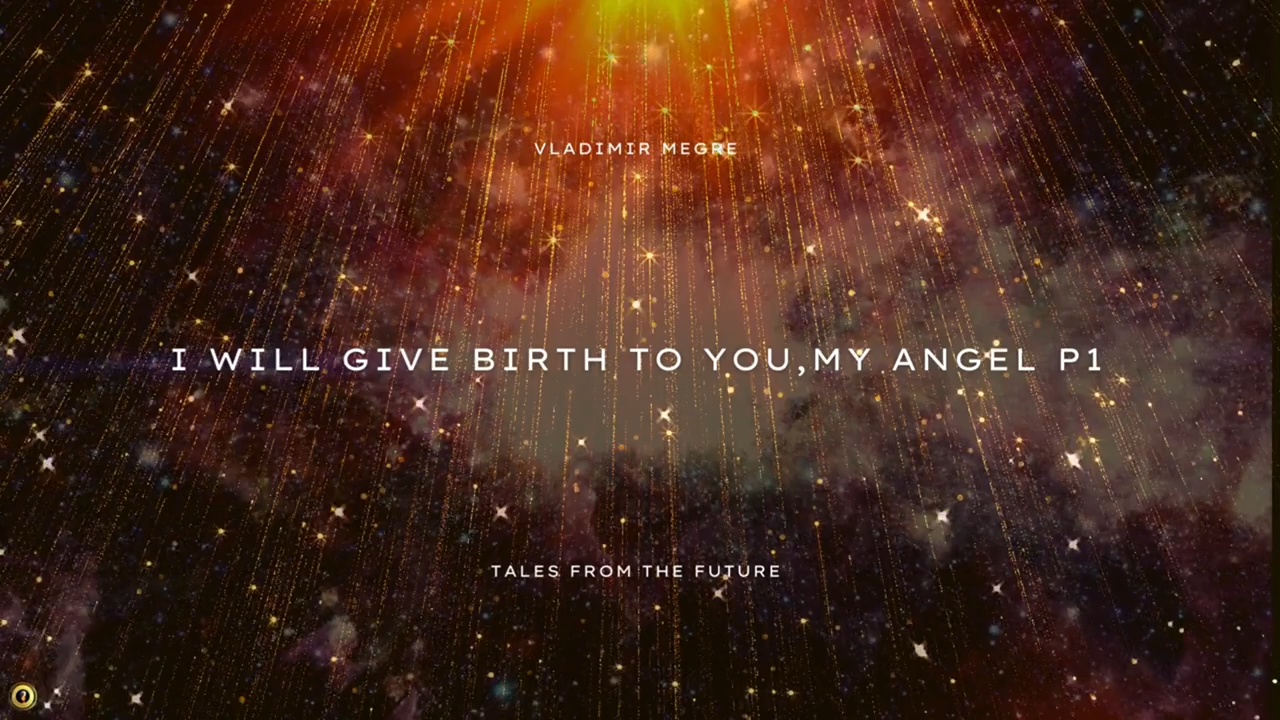 VLADIMIR MEGRE
I WILL GIVE BIRTH TO YOU,MY ANGEL P1
TALES FROM THE FUTURE